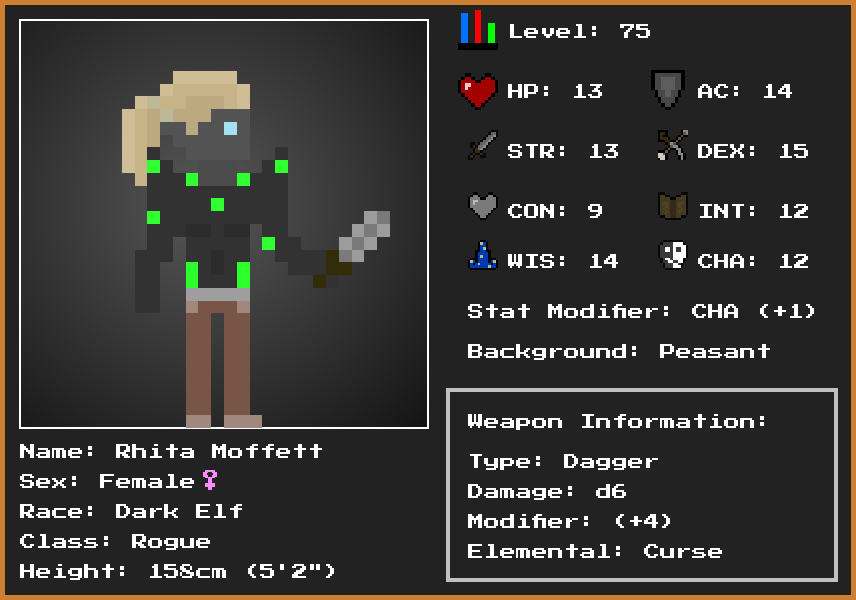 Level: 75
HP: 13
AC: 14
STR: 13
DEX: 15
CON: 9
INT: 12
WIS: 14
CHA: 12
Stat Modifier: CHA (+1)
Background: Peasant
Weapon Information:
Type: Dagger
Damage: d6
Modifier: (+4)
Elemental: Curse
Name: Rhita Moffett
Sex: Female♀
Race: Dark Elf
Class: Rogue
Height: 158cm (5'2")